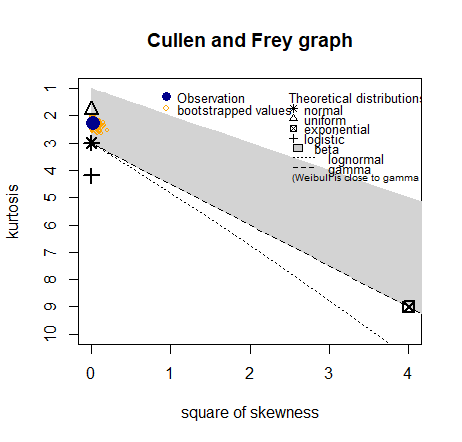 Cullen and Frey graph
Observation
bootstrapped values
Theoretical distributions
normal
uniform
exponential
logistic
beta
lognormal
gamma
(Weibull is close to gamma
kurtosis
1
2
3
4
5
6
7
8
9
10
0
1
2
3
4
square of skewness